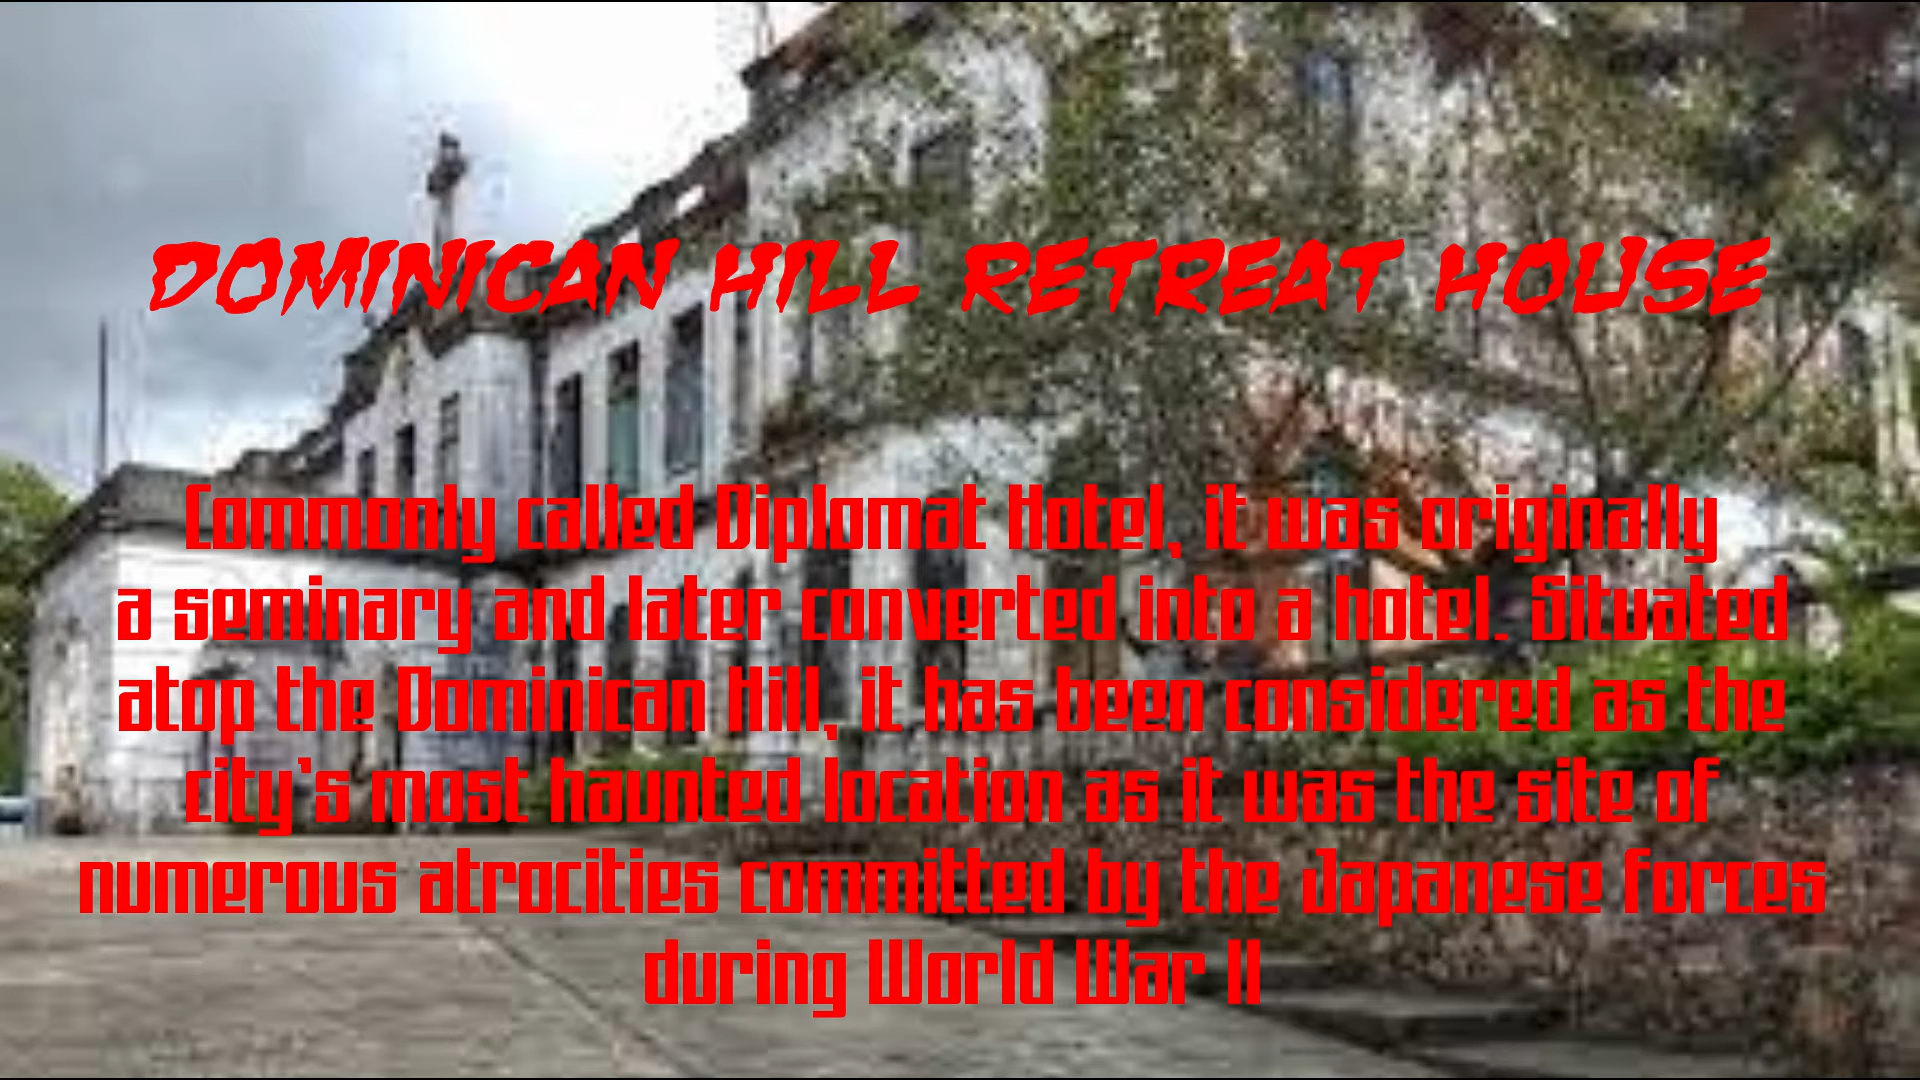 DOMINICAN HILL RETREAT HOUSE
Commonly called Diplomat Hotel, it was originally
a seminary and later converted into a hotel. Situated
atop the Dominican Hill, it has been considered as the
city's most haunted location as it was the site of
numerous atrocities committed by the Japanese forces
during World War II